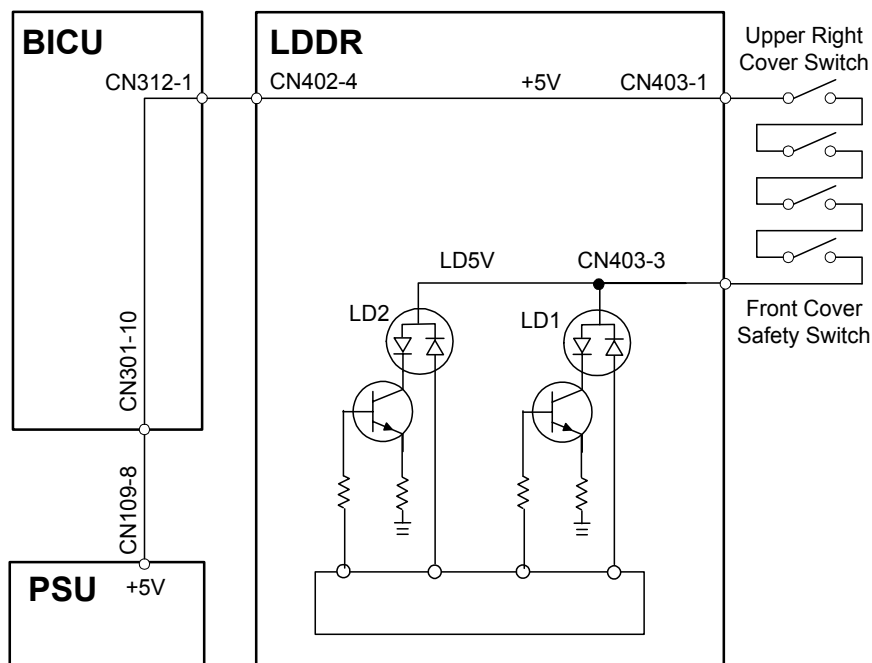 BICU
LDDR
Upper Right
Cover Switch
CN312-1
CN402-4
+5V
CN403-1
LD5V
CN403-3
LD2
LD1
Front Cover
Safety Switch
CN301-10
CN109-8
PSU
+5V